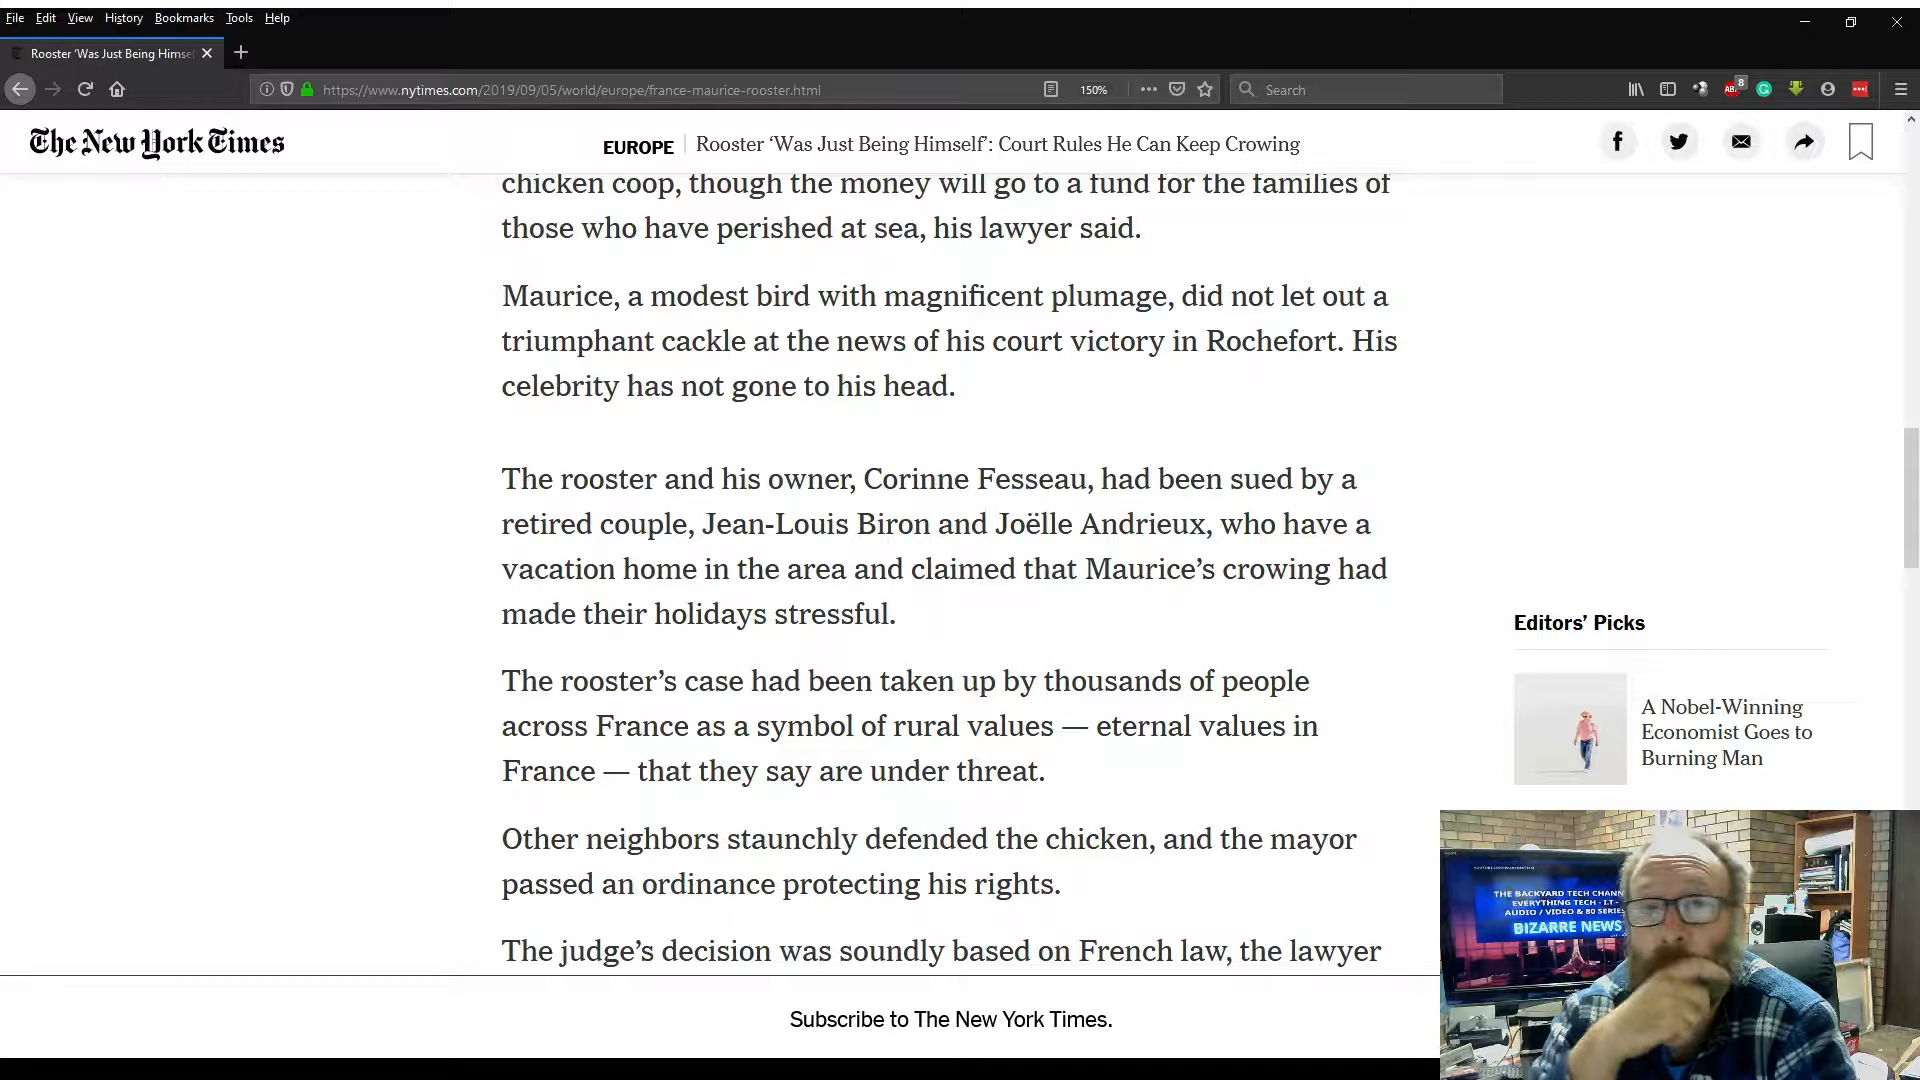 File Edit View History Bookmarks Tools Help
Rooster 'Was Just Being Himse
https://www.nytimes.com/2019/09/05/world/europe/france-maurice-rooster.html
150%
Search
8
The New York Times
EUROPE | Rooster ‘Was Just Being Himself’: Court Rules He Can Keep Crowing
chicken coop, though the money will go to a fund for the families of
those who have perished at sea, his lawyer said.
Maurice, a modest bird with magnificent plumage, did not let out a
triumphant cackle at the news of his court victory in Rochefort. His
celebrity has not gone to his head.
The rooster and his owner, Corinne Fesseau, had been sued by a
retired couple, Jean-Louis Biron and Joëlle Andrieux, who have a
vacation home in the area and claimed that Maurice’s crowing had
made their holidays stressful.
The rooster’s case had been taken up by thousands of people
across France as a symbol of rural values — eternal values in
France — that they say are under threat.
Other neighbors staunchly defended the chicken, and the mayor
passed an ordinance protecting his rights.
The judge’s decision was soundly based on French law, the lawyer
Editors’ Picks
A Nobel-Winning
Economist Goes to
Burning Man
Subscribe to The New York Times.
THE BACKYARD TECH CHANN
EVERYTHING TECH - I.T -
AUDIO / VIDEO & 80 SERIES
BIZARRE NEWS